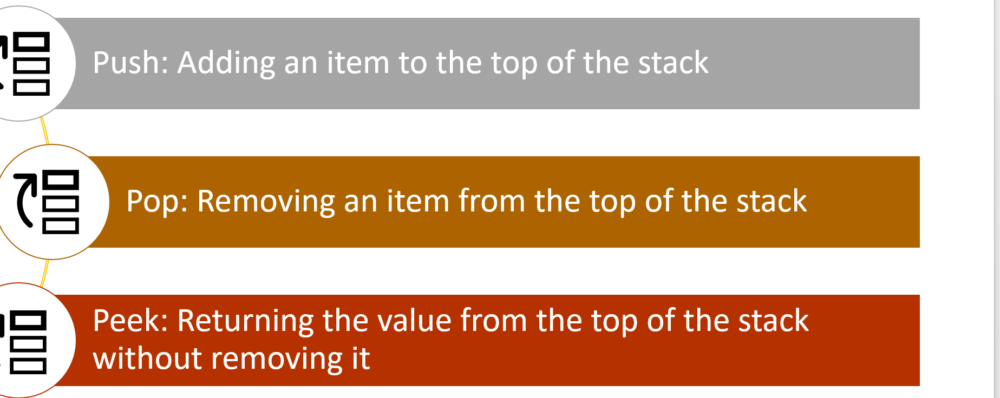 Push: Adding an item to the top of the stack
Pop: Removing an item from the top of the stack
Peek: Returning the value from the top of the stack
without removing it